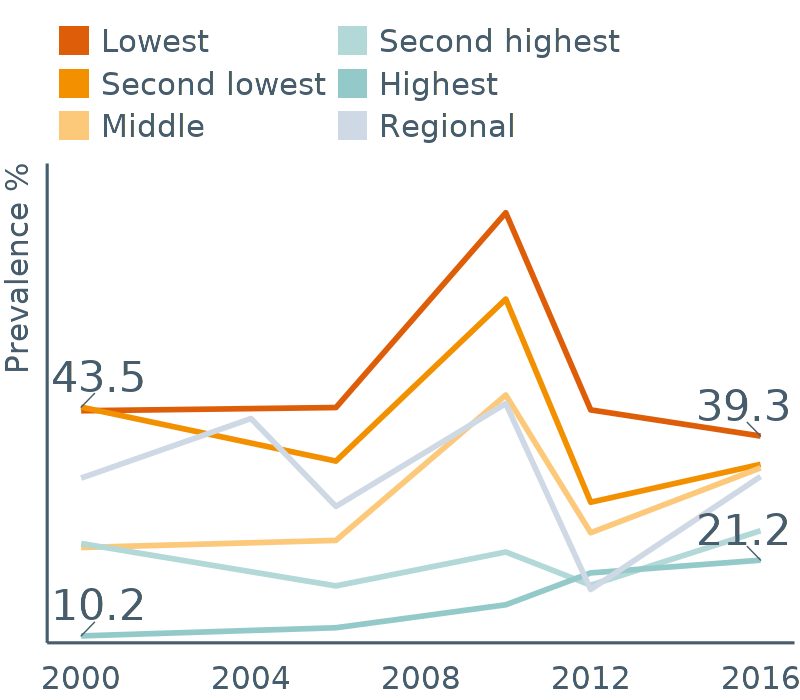 Lowest
Second highest
Second lowest
Highest
Middle
Regional
Prevalence %
43.5
39.3
21.2
10.2
2000
2004
2008
2012
2016